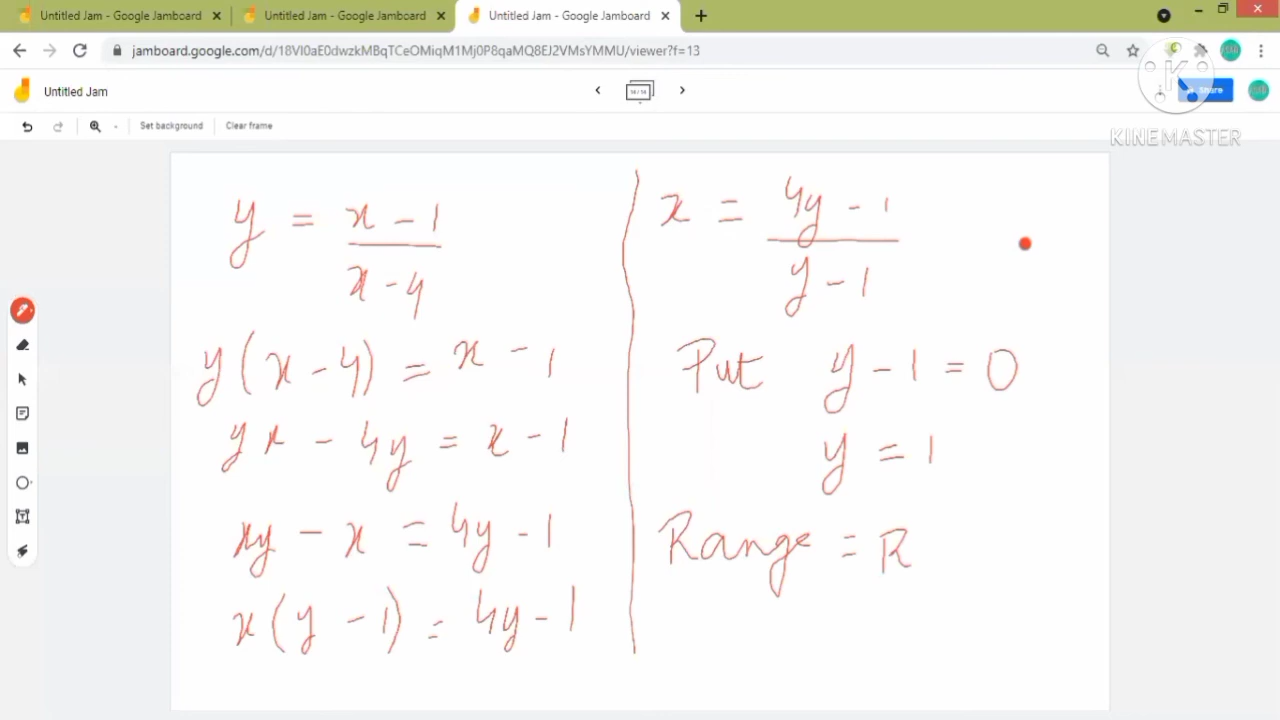 Untitled Jam - Google Jamboard
Untitled Jam - Google Jamboard
Untitled Jam - Google Jamboard
jamboard.google.com/d/18Vl0aE0dwzkMBqTCeOMiqM1Mj0P8qaMQ8EJ2VMsYMMU/viewer?f=13
Untitled Jam
Share
KINEMASTER
Set background
Clear frame
y = x - 1
x - 4
y(x - 4) = x - 1
yx - 4y = x - 1
xy - x = 4y - 1
x(y - 1) = 4y - 1
x = 4y - 1
y - 1
Put y - 1 = 0
y = 1
Range = R